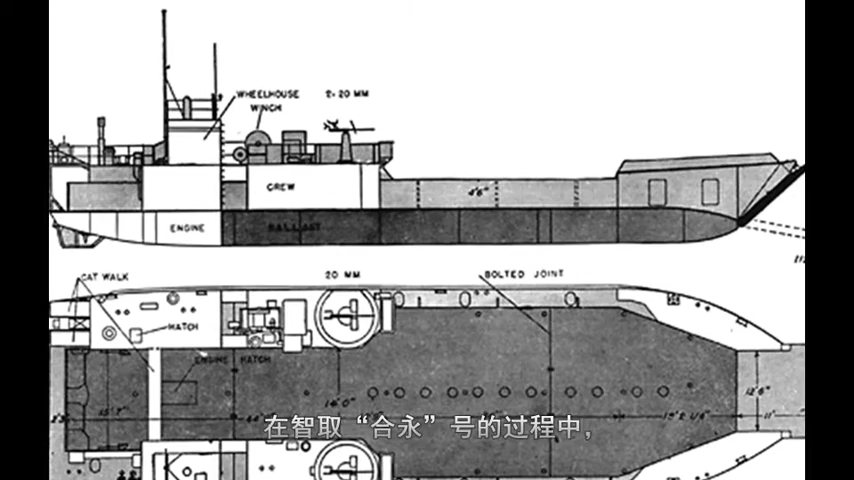 WHEELHOUSE
WINCH
2-20 MM
CREW
4'6"
ENGINE
BALLAST
CAT WALK
20 MM
BOLTED JOINT
HATCH
ENGINE HATCH
14'0"
12'6"
11'
在智取“合永”号的过程中,